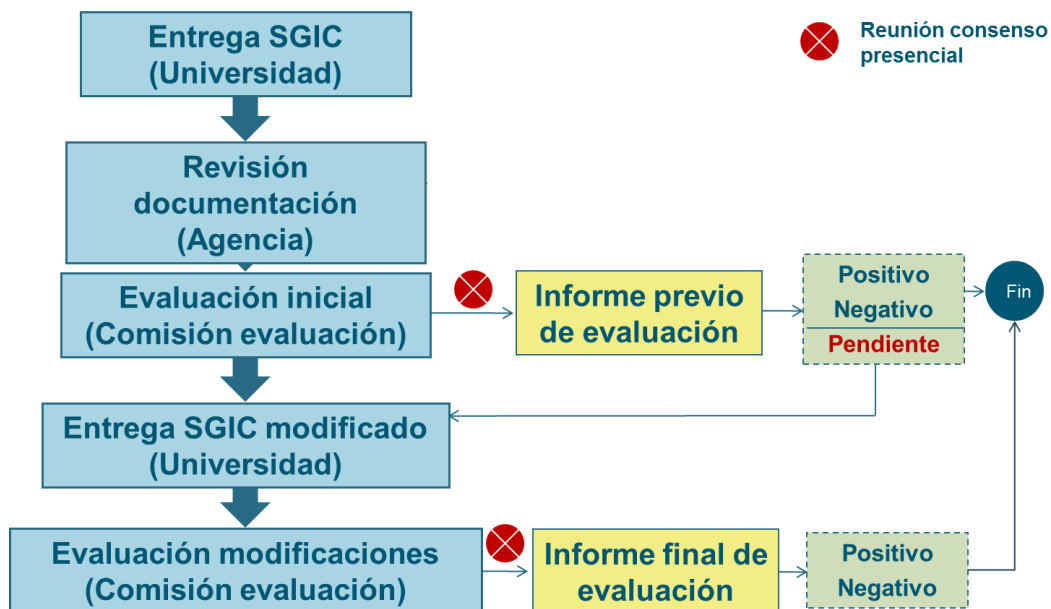 Entrega SGIC
(Universidad)
Reunión consenso
presencial
Revisión
documentación
(Agencia)
Evaluación inicial
(Comisión evaluación)
Informe previo
de evaluación
Positivo
Negativo
Pendiente
Fin
Entrega SGIC modificado
(Universidad)
Evaluación modificaciones
(Comisión evaluación)
Informe final de
evaluación
Positivo
Negativo